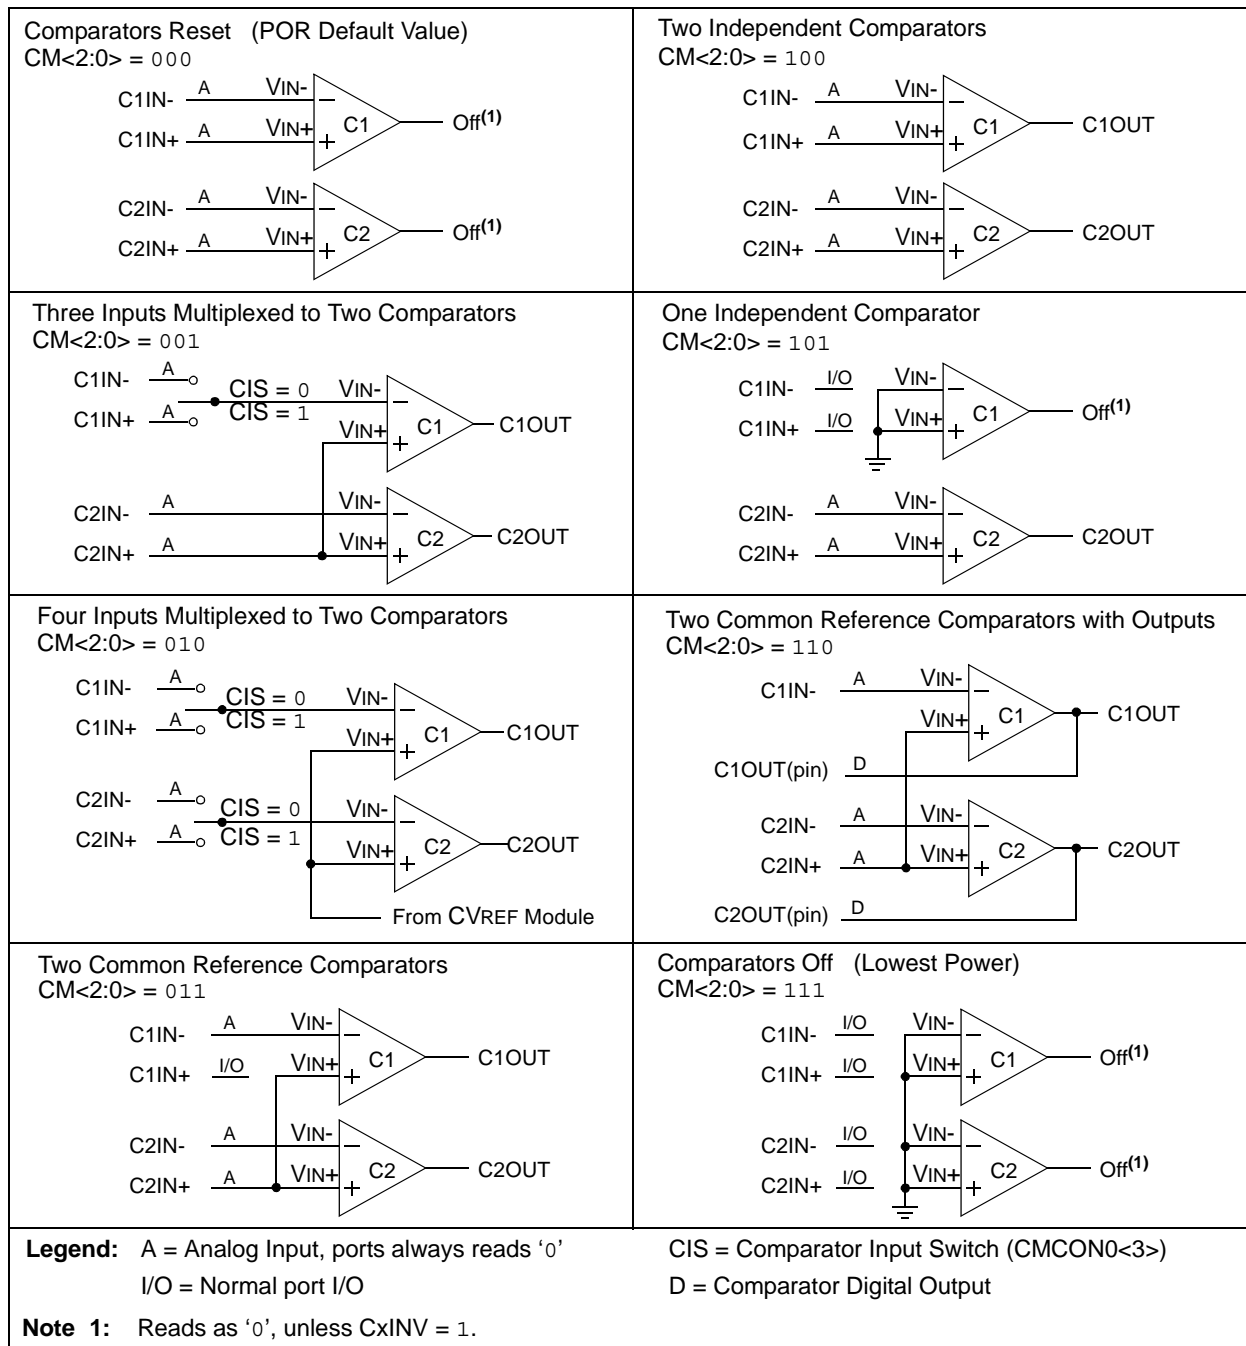 Comparators Reset (POR Default Value)
CM<2:0> = 000
C1IN- A VIN-
C1 Off(1)
C1IN+ A VIN+
C2IN- A VIN-
C2 Off(1)
C2IN+ A VIN+
Two Independent Comparators
CM<2:0> = 100
C1IN- A VIN-
C1 C1OUT
C1IN+ A VIN+
C2IN- A VIN-
C2 C2OUT
C2IN+ A VIN+
Three Inputs Multiplexed to Two Comparators
CM<2:0> = 001
C1IN- A
CIS = 0 VIN-
C1IN+ A CIS = 1
VIN+ C1 C1OUT
C2IN- A VIN-
C2 C2OUT
C2IN+ A VIN+
One Independent Comparator
CM<2:0> = 101
C1IN- I/O VIN-
C1 Off(1)
C1IN+ I/O VIN+
C2IN- A VIN-
C2 C2OUT
C2IN+ A VIN+
Four Inputs Multiplexed to Two Comparators
CM<2:0> = 010
C1IN- A
CIS = 0 VIN-
C1IN+ A CIS = 1
VIN+ C1 C1OUT
C2IN- A
CIS = 0 VIN-
C2IN+ A CIS = 1
VIN+ C2 C2OUT
From CVREF Module
Two Common Reference Comparators with Outputs
CM<2:0> = 110
C1IN- A VIN-
VIN+ C1 C1OUT
C1OUT(pin) D
C2IN- A VIN-
C2 C2OUT
C2IN+ A VIN+
C2OUT(pin) D
Two Common Reference Comparators
CM<2:0> = 011
C1IN- A VIN-
C1 C1OUT
C1IN+ I/O VIN+
C2IN- A VIN-
C2 C2OUT
C2IN+ A VIN+
Comparators Off (Lowest Power)
CM<2:0> = 111
C1IN- I/O VIN-
C1 Off(1)
C1IN+ I/O VIN+
C2IN- I/O VIN-
C2 Off(1)
C2IN+ I/O VIN+
Legend: A = Analog Input, ports always reads ‘0’ CIS = Comparator Input Switch (CMCON0<3>)
I/O = Normal port I/O D = Comparator Digital Output
Note 1: Reads as ‘0’, unless CxINV = 1.